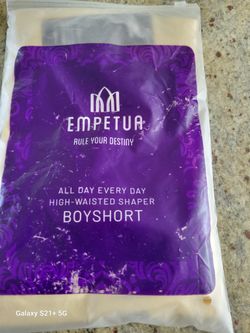 EMPETUA
RULE YOUR DESTINY
ALL DAY EVERY DAY
HIGH-WAISTED SHAPER
BOYSHORT
Galaxy S21+ 5G